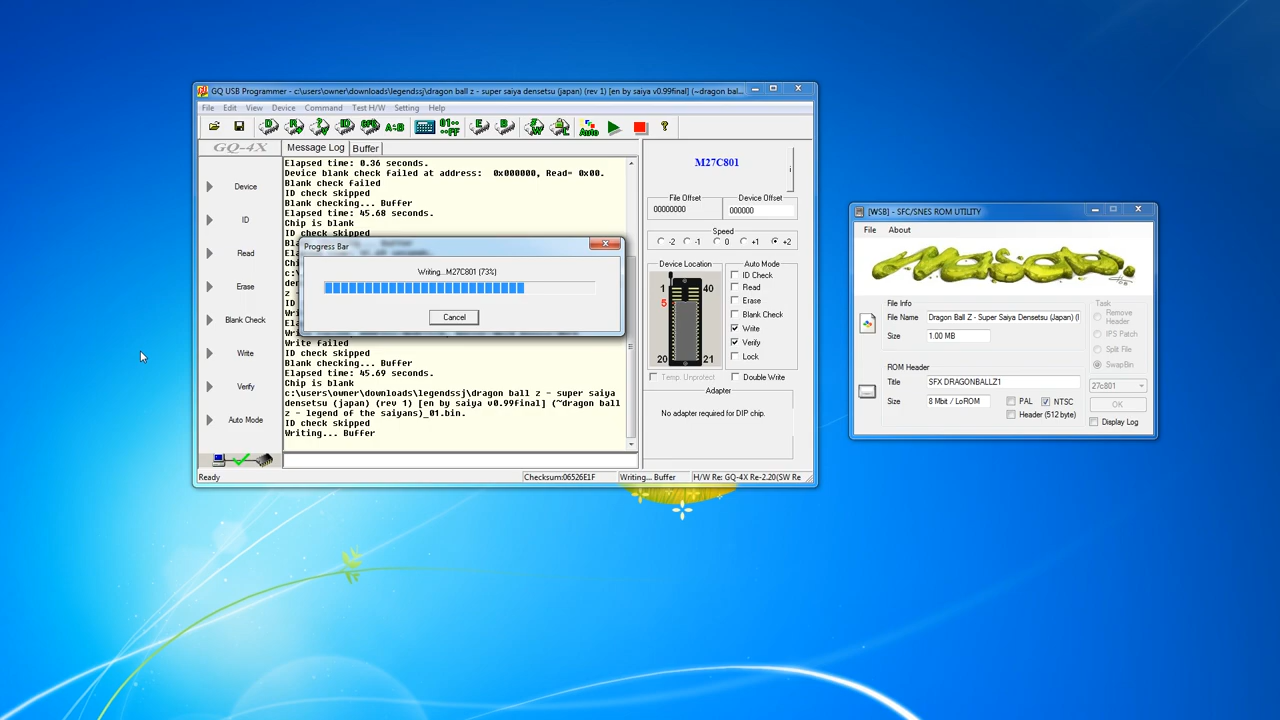 GQ USB Programmer - c:\users\owner\downloads\legendssj\dragon ball z - super saiya densetsu (japan) (rev 1) [en by saiya v0.99final] (~dragon bal...
File Edit View Device Command Test H/W Setting Help
GQ-4X
Message Log Buffer
Device
ID
Read
Erase
Blank Check
Write
Verify
Auto Mode
Elapsed time: 0.36 seconds.
Device blank check failed at address: 0x000000, Read= 0x00.
Blank check failed
ID check skipped
Blank checking... Buffer
Elapsed time: 45.68 seconds.
Chip is blank
ID check skipped
Progress Bar
Writing...M27C801 (73%)
Cancel
Write failed
ID check skipped
Blank checking... Buffer
Elapsed time: 45.69 seconds.
Chip is blank
c:\users\owner\downloads\legendssj\dragon ball z - super saiya
densetsu (japan) (rev 1) [en by saiya v0.99final] (~dragon ball
z - legend of the saiyans)_01.bin.
ID check skipped
Writing... Buffer
M27C801
i
File Offset Device Offset
00000000 000000
Speed
-2 -1 0 +1 +2
Device Location
1 40
5
20 21
Auto Mode
ID Check
Read
Erase
Blank Check
Write
Verify
Lock
Temp. Unprotect Double Write
Adapter
No adapter required for DIP chip.
Ready Checksum:06526E1F Writing... Buffer H/W Re: GQ-4X Re-2.20(SW Re
[WSB] - SFC/SNES ROM UTILITY
File About
File Info
File Name Dragon Ball Z - Super Saiya Densetsu (Japan) (
Size 1.00 MB
ROM Header
Title SFX DRAGONBALLZ1
Size 8 Mbit / LoROM PAL NTSC
Header (512 byte)
Task
Remove
Header
IPS Patch
Split File
SwapBin
27c801
OK
Display Log